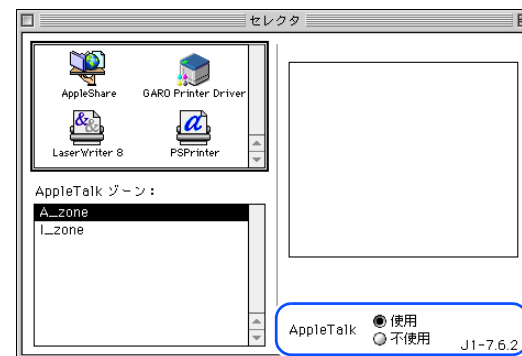 セレクタ
AppleShare
GARO Printer Driver
LaserWriter 8
PSPrinter
AppleTalk ゾーン：
A_zone
I_zone
AppleTalk
使用
不使用
J1-7.6.2